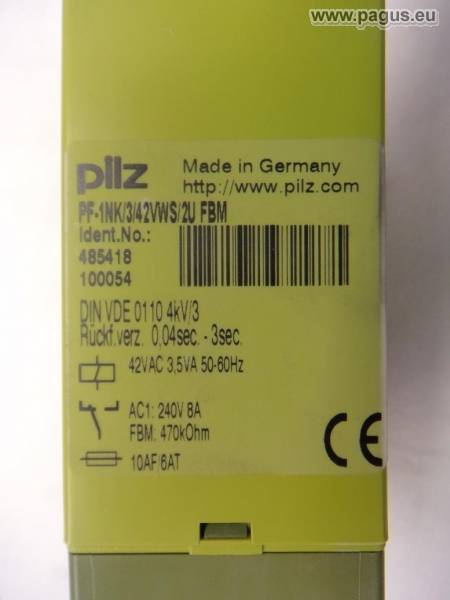 www.pagus.eu
pilz
Made in Germany
http://www.pilz.com
PF-1NK/3/42VWS/2U FBM
Ident.No.:
485418
100054
DIN VDE 0110 4kV/3
Rückf.verz. 0,04sec. - 3sec.
42VAC 3,5VA 50-60Hz
AC1: 240V 8A
FBM: 470kOhm
10AF/6AT
CE